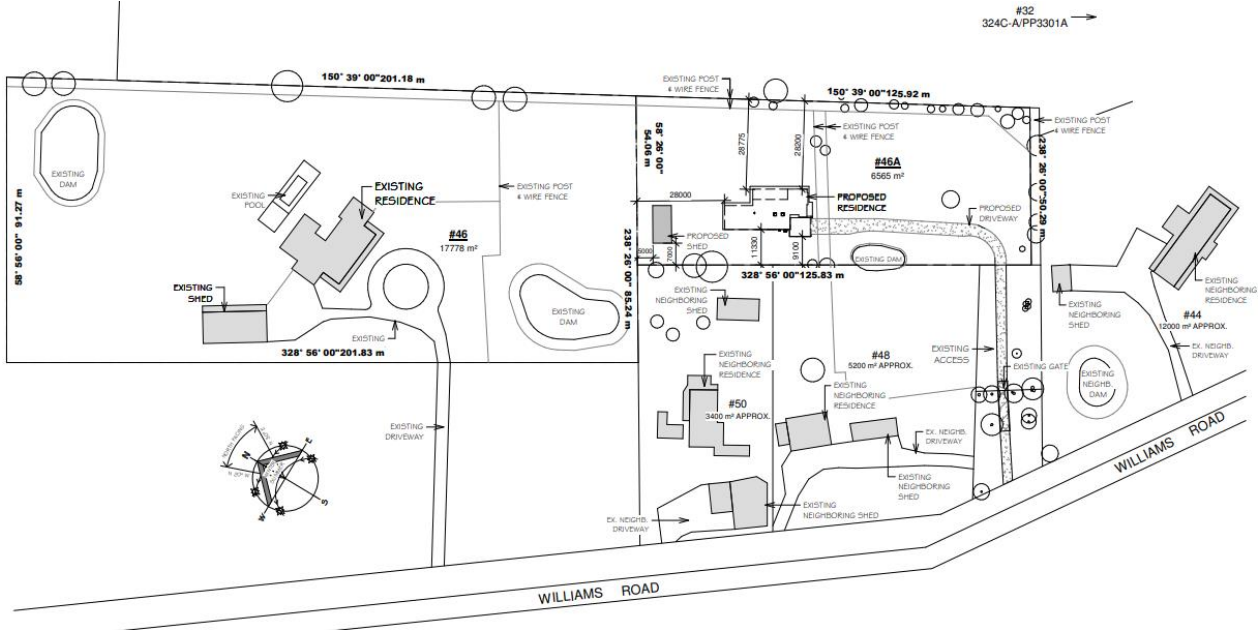 #32
324C-A/PP3301A
150° 39' 00"201.18 m
EXISTING POST
& WIRE FENCE
150° 39' 00"125.92 m
EXISTING POST
& WIRE FENCE
EXISTING POST
& WIRE FENCE
58° 26' 00"
54.06 m
28775
28200
#46A
6565 m²
238° 26' 00"50.29 m
EXISTING
DAM
58° 56' 00" 91.27 m
EXISTING
POOL
EXISTING
RESIDENCE
EXISTING POST
& WIRE FENCE
28000
PROPOSED
RESIDENCE
PROPOSED
DRIVEWAY
#46
17778 m²
PROPOSED
SHED
5000
7000
11330
9100
EXISTING DAM
238° 26' 00" 85.24 m
328° 56' 00"125.83 m
EXISTING
SHED
EXISTING
DAM
EXISTING
NEIGHBORING
SHED
EXISTING
NEIGHBORING
SHED
EXISTING
NEIGHBORING
RESIDENCE
#44
12000 m² APPROX.
EX. NEIGHB.
DRIVEWAY
EXISTING
328° 56' 00"201.83 m
EXISTING
NEIGHBORING
RESIDENCE
#48
5200 m² APPROX.
EXISTING
ACCESS
EXISTING GATE
EXISTING
NEIGHB.
DAM
#50
3400 m² APPROX.
EXISTING
NEIGHBORING
RESIDENCE
EXISTING
DRIVEWAY
EX. NEIGHB.
DRIVEWAY
EXISTING
NEIGHBORING
SHED
EXISTING
NEIGHBORING SHED
EX. NEIGHB.
DRIVEWAY
N
E
S
W
WILLIAMS ROAD
WILLIAMS ROAD